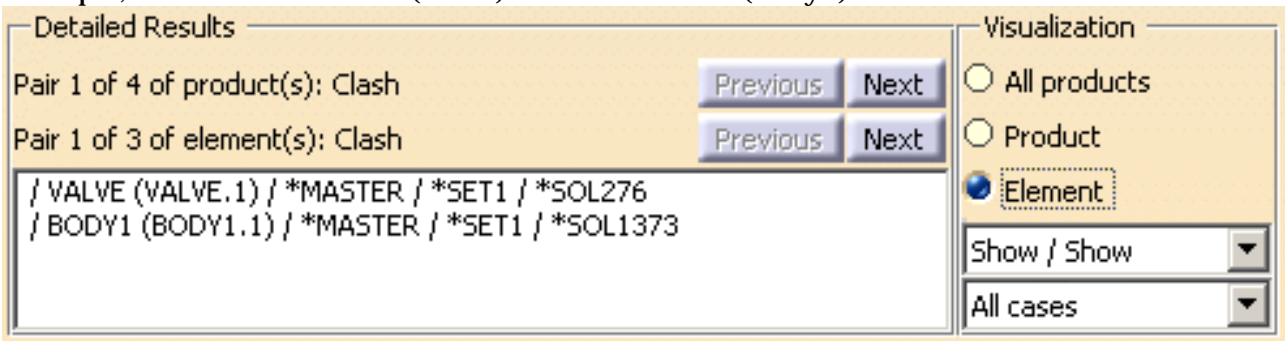 Detailed Results
Pair 1 of 4 of product(s): Clash
Previous Next
Pair 1 of 3 of element(s): Clash
Previous Next
/ VALVE (VALVE.1) / *MASTER / *SET1 / *SOL276
/ BODY1 (BODY1.1) / *MASTER / *SET1 / *SOL1373
Visualization
All products
Product
Element
Show / Show
All cases